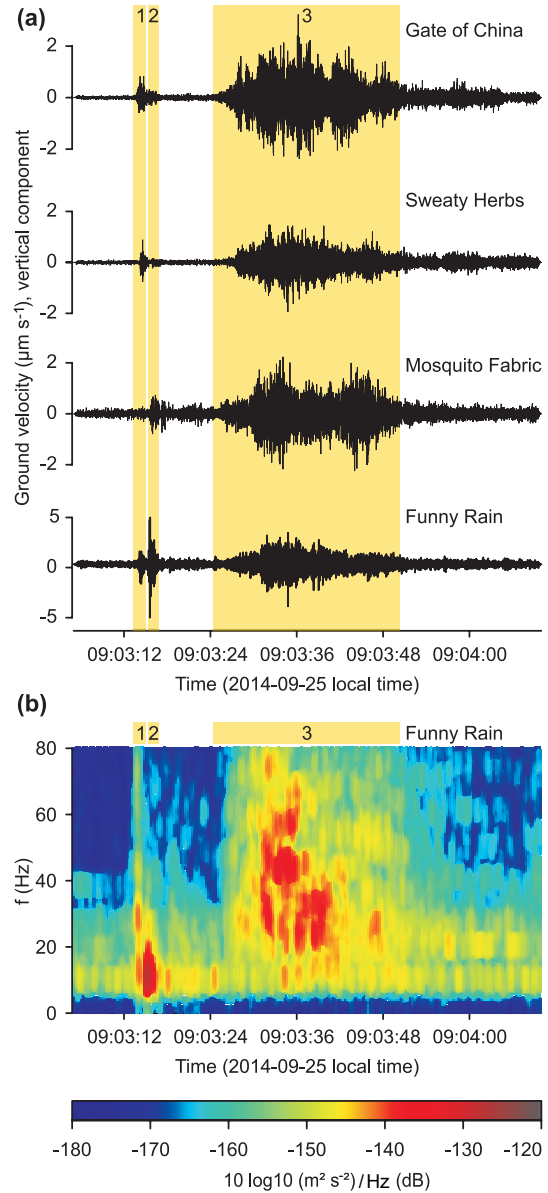 (a)
1 2 3
Gate of China
2
0
-2
Sweaty Herbs
2
0
-2
Mosquito Fabric
2
0
-2
Funny Rain
5
0
-5
Ground velocity (µm s⁻¹), vertical component
09:03:12 09:03:24 09:03:36 09:03:48 09:04:00
Time (2014-09-25 local time)
(b)
1 2 3 Funny Rain
80
60
40
20
0
f (Hz)
09:03:12 09:03:24 09:03:36 09:03:48 09:04:00
Time (2014-09-25 local time)
-180 -170 -160 -150 -140 -130 -120
10 log10 (m² s⁻²)/Hz (dB)